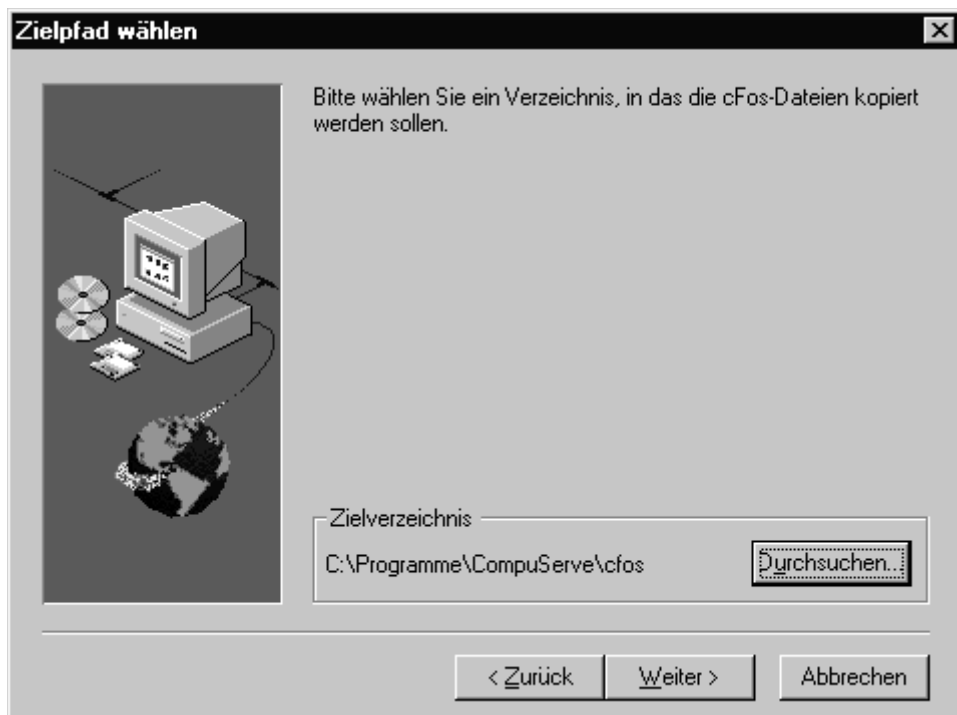 Zielpfad wählen
Bitte wählen Sie ein Verzeichnis, in das die cFos-Dateien kopiert
werden sollen.
Zielverzeichnis
C:\Programme\CompuServe\cfos
Durchsuchen...
< Zurück
Weiter >
Abbrechen